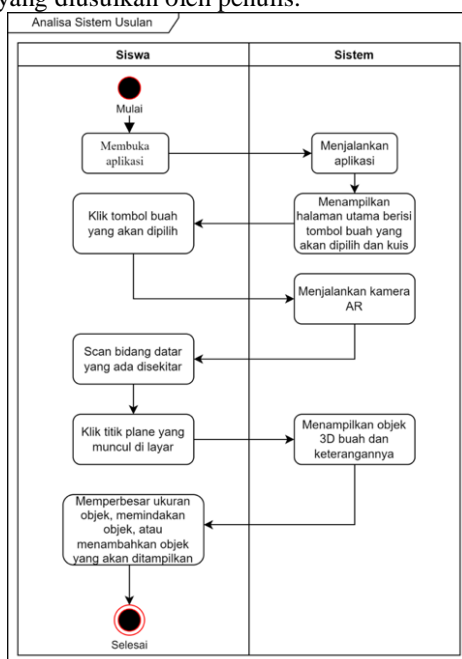 yang diusulkan oleh penulis.
Analisa Sistem Usulan
Siswa
Sistem
Mulai
Membuka
aplikasi
Menjalankan
aplikasi
Menampilkan
halaman utama berisi
tombol buah yang
akan dipilih dan kuis
Klik tombol buah
yang akan dipilih
Menjalankan kamera
AR
Scan bidang datar
yang ada disekitar
Klik titik plane yang
muncul di layar
Menampilkan objek
3D buah dan
keterangannya
Memperbesar ukuran
objek, memindakan
objek, atau
menambahkan objek
yang akan ditampilkan
Selesai